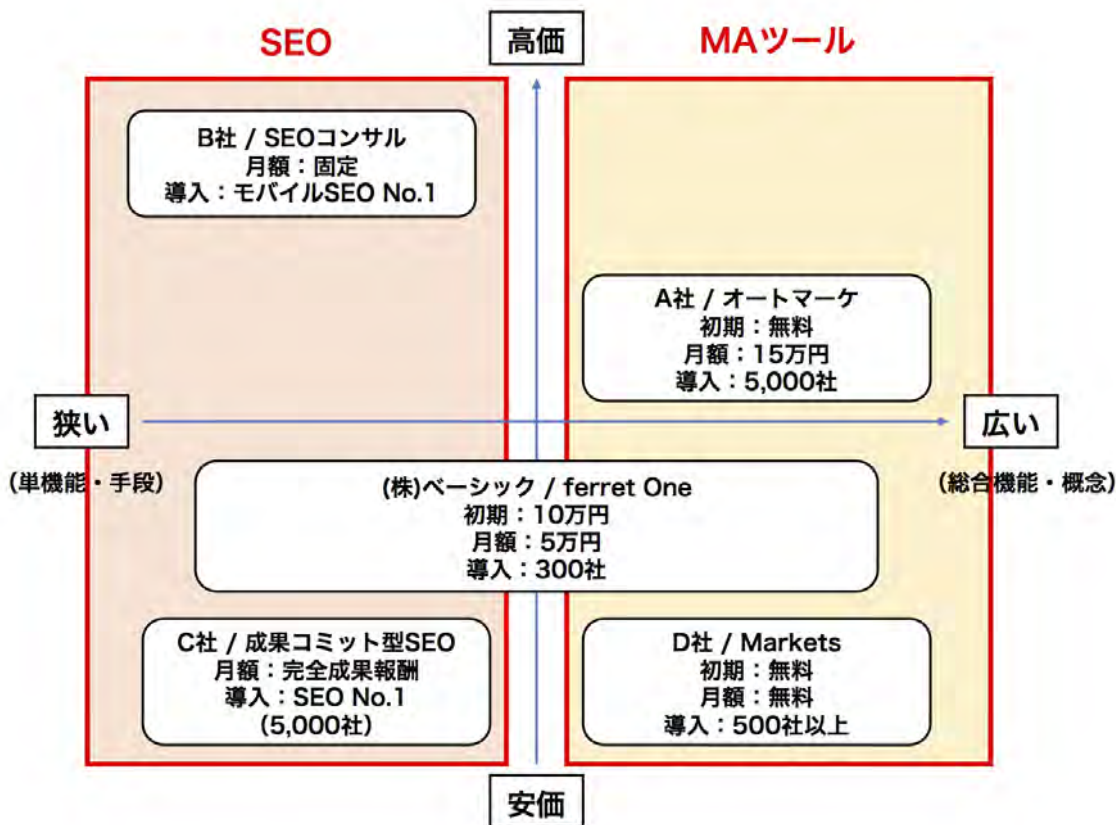 SEO
高価
MAツール
B社 / SEOコンサル
月額：固定
導入：モバイルSEO No.1
A社 / オートマーケ
初期：無料
月額：15万円
導入：5,000社
狭い
広い
(単機能・手段)
(総合機能・概念)
(株)ベーシック / ferret One
初期：10万円
月額：5万円
導入：300社
C社 / 成果コミット型SEO
月額：完全成果報酬
導入：SEO No.1
(5,000社)
D社 / Markets
初期：無料
月額：無料
導入：500社以上
安価